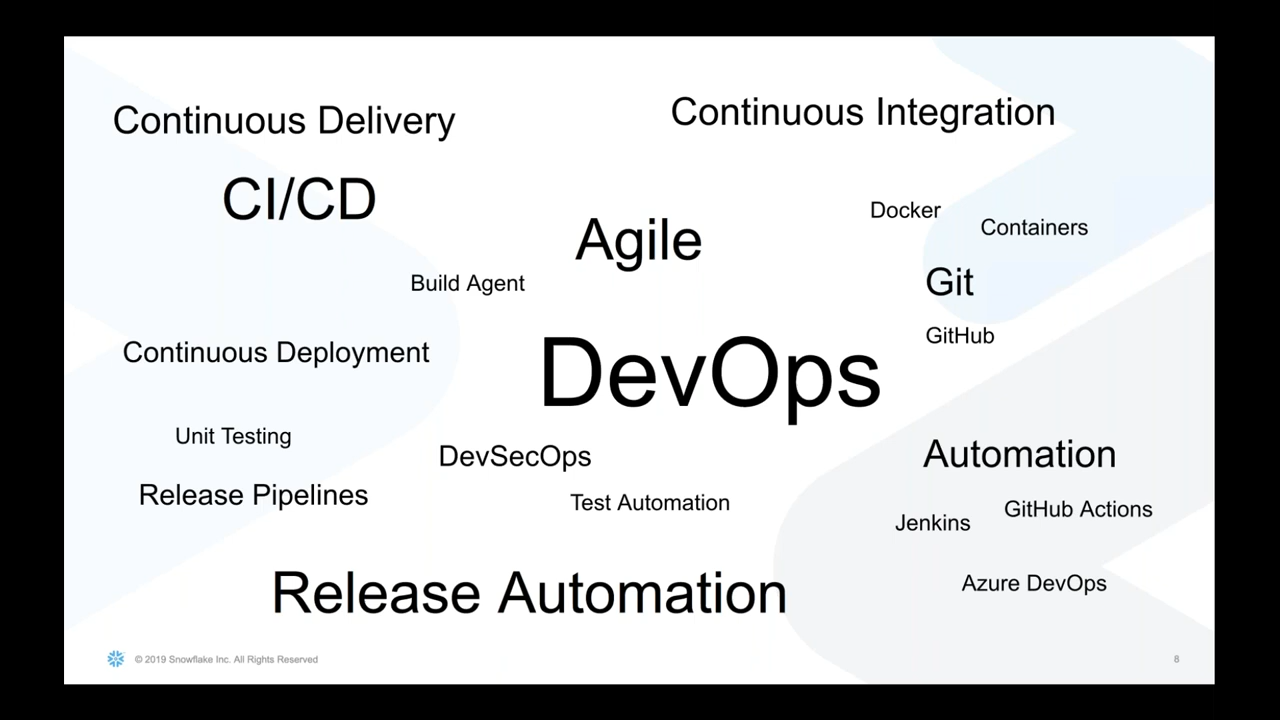 Continuous Delivery
Continuous Integration
CI/CD
Docker
Containers
Agile
Build Agent
Git
GitHub
Continuous Deployment
DevOps
Unit Testing
DevSecOps
Automation
Release Pipelines
Test Automation
GitHub Actions
Jenkins
Azure DevOps
Release Automation
© 2019 Snowflake Inc. All Rights Reserved
8